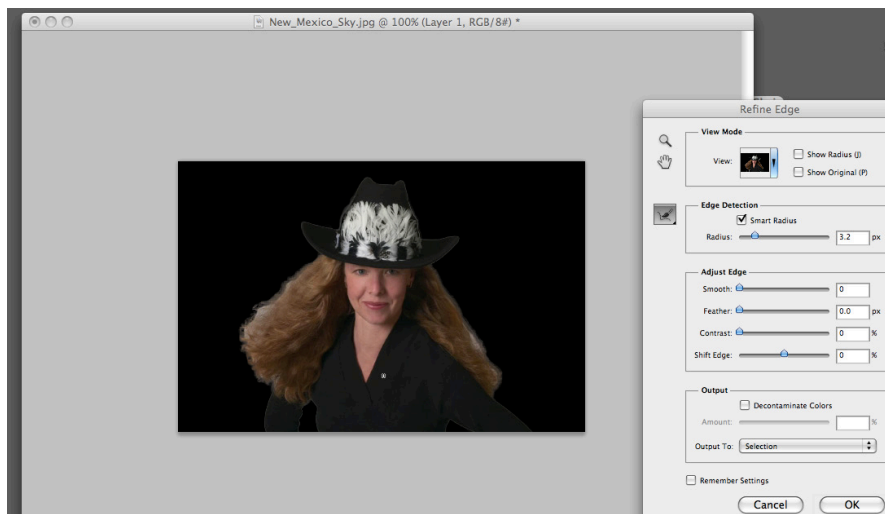 New_Mexico_Sky.jpg @ 100% (Layer 1, RGB/8#) *
Refine Edge
View Mode
View:
Show Radius (J)
Show Original (P)
Edge Detection
Smart Radius
Radius: 3.2 px
Adjust Edge
Smooth: 0
Feather: 0.0 px
Contrast: 0 %
Shift Edge: 0 %
Output
Decontaminate Colors
Amount: %
Output To: Selection
Remember Settings
Cancel OK